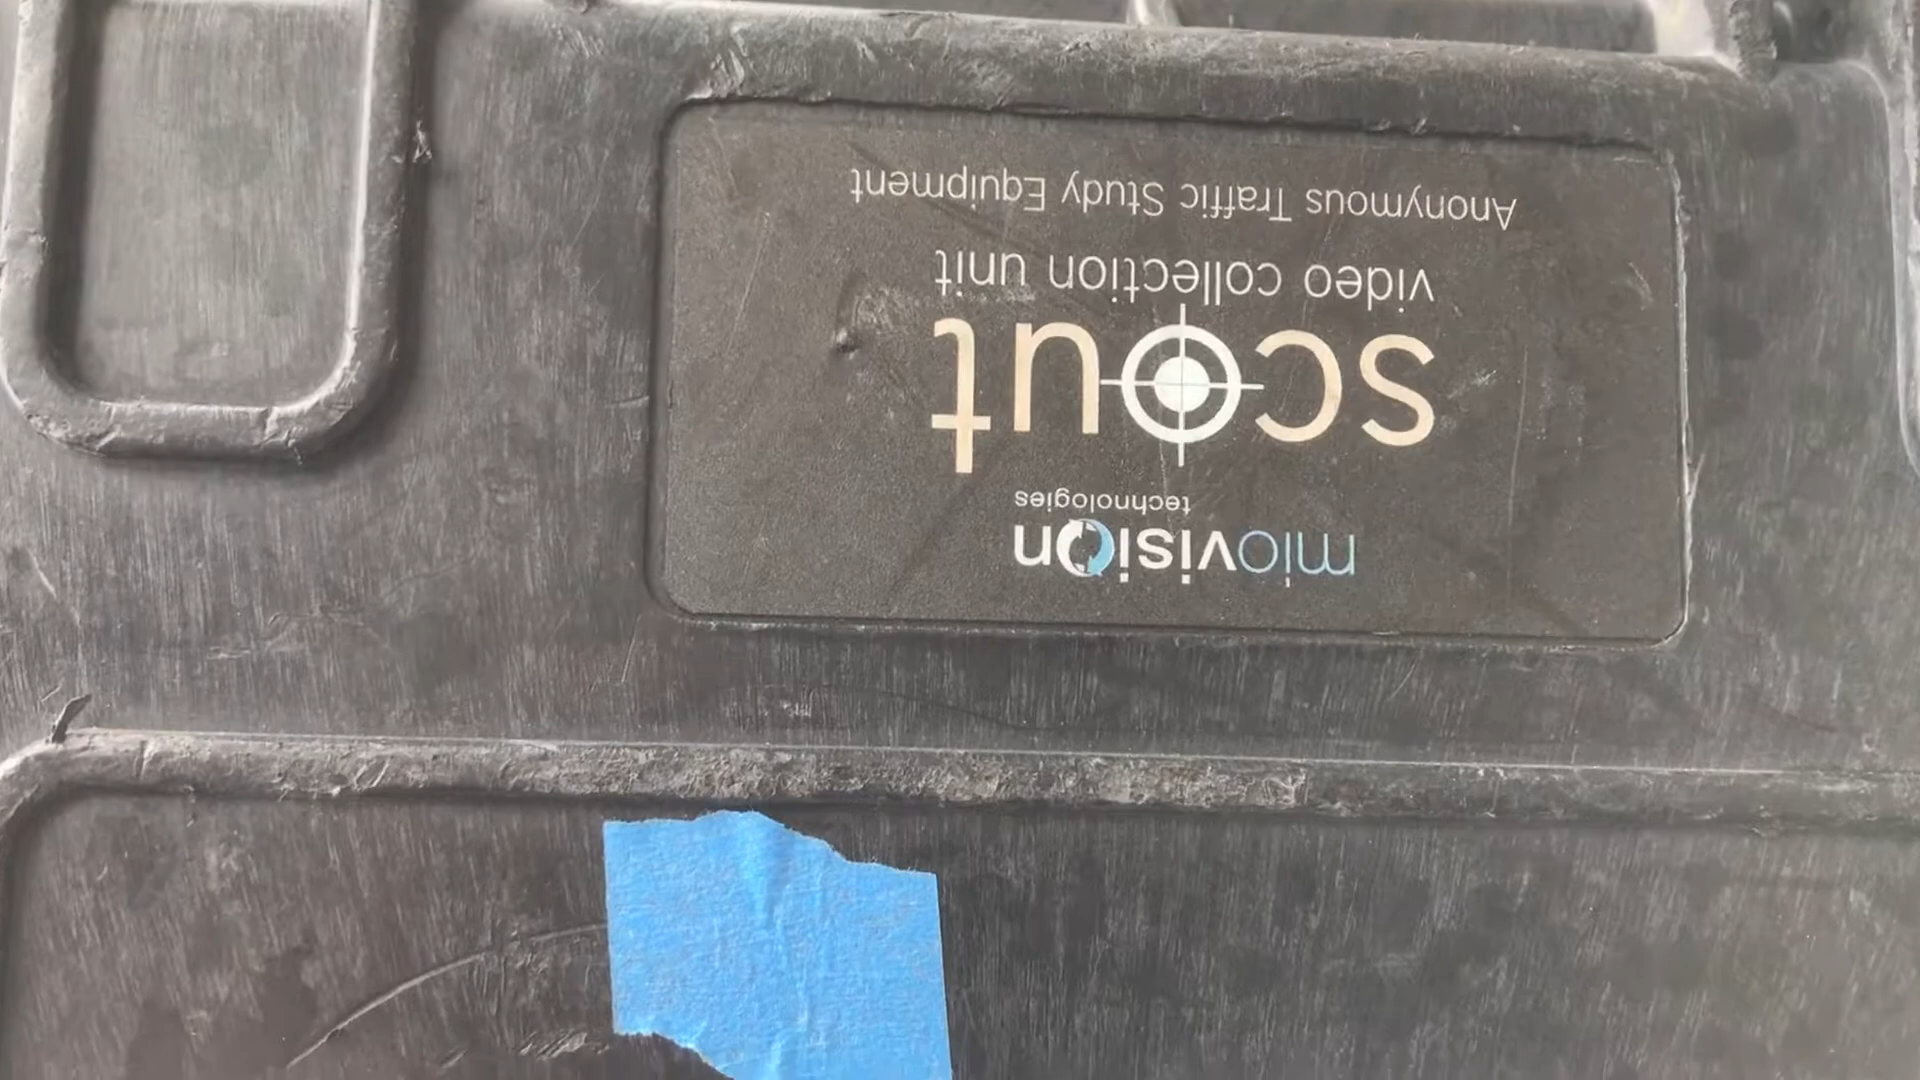 miovision
technologies
scout
video collection unit
Anonymous Traffic Study Equipment